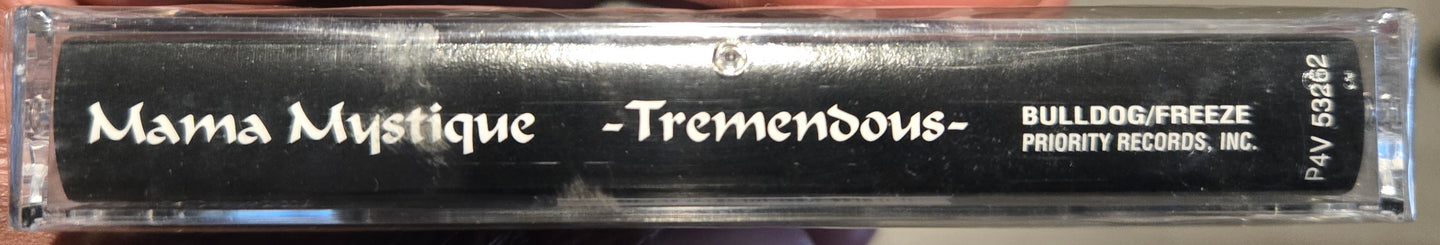 Mama Mystique -Tremendous-
BULLDOG/FREEZE
PRIORITY RECORDS, INC.
P4V 53262